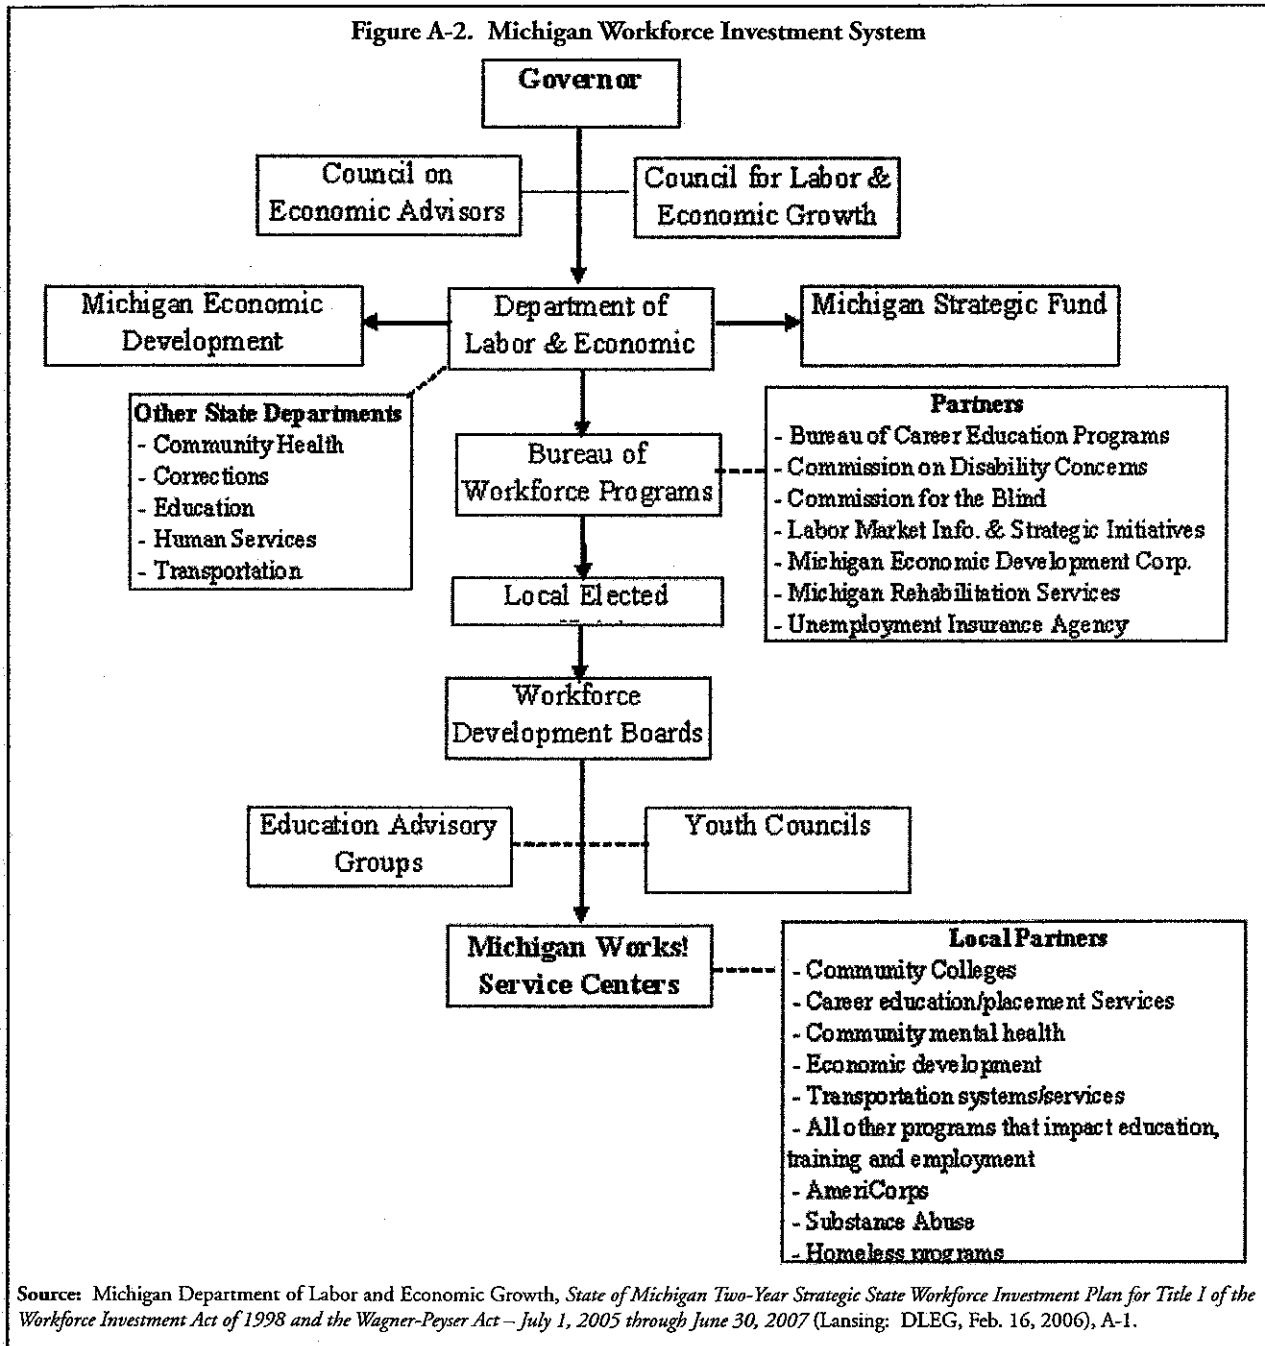 Figure A-2. Michigan Workforce Investment System
Governor
Council on
Economic Advisors
Council for Labor &
Economic Growth
Michigan Economic
Development
Department of
Labor & Economic
Michigan Strategic Fund
Other State Departments
- Community Health
- Corrections
- Education
- Human Services
- Transportation
Bureau of
Workforce Programs
Partners
- Bureau of Career Education Programs
- Commission on Disability Concerns
- Commission for the Blind
- Labor Market Info. & Strategic Initiatives
- Michigan Economic Development Corp.
- Michigan Rehabilitation Services
- Unemployment Insurance Agency
Local Elected
Workforce
Development Boards
Education Advisory
Groups
Youth Councils
Michigan Works!
Service Centers
Local Partners
- Community Colleges
- Career education/placement Services
- Community mental health
- Economic development
- Transportation systems/services
- All other programs that impact education,
training and employment
- AmeriCorps
- Substance Abuse
- Homeless programs
Source: Michigan Department of Labor and Economic Growth, State of Michigan Two-Year Strategic State Workforce Investment Plan for Title I of the
Workforce Investment Act of 1998 and the Wagner-Peyser Act – July 1, 2005 through June 30, 2007 (Lansing: DLEG, Feb. 16, 2006), A-1.